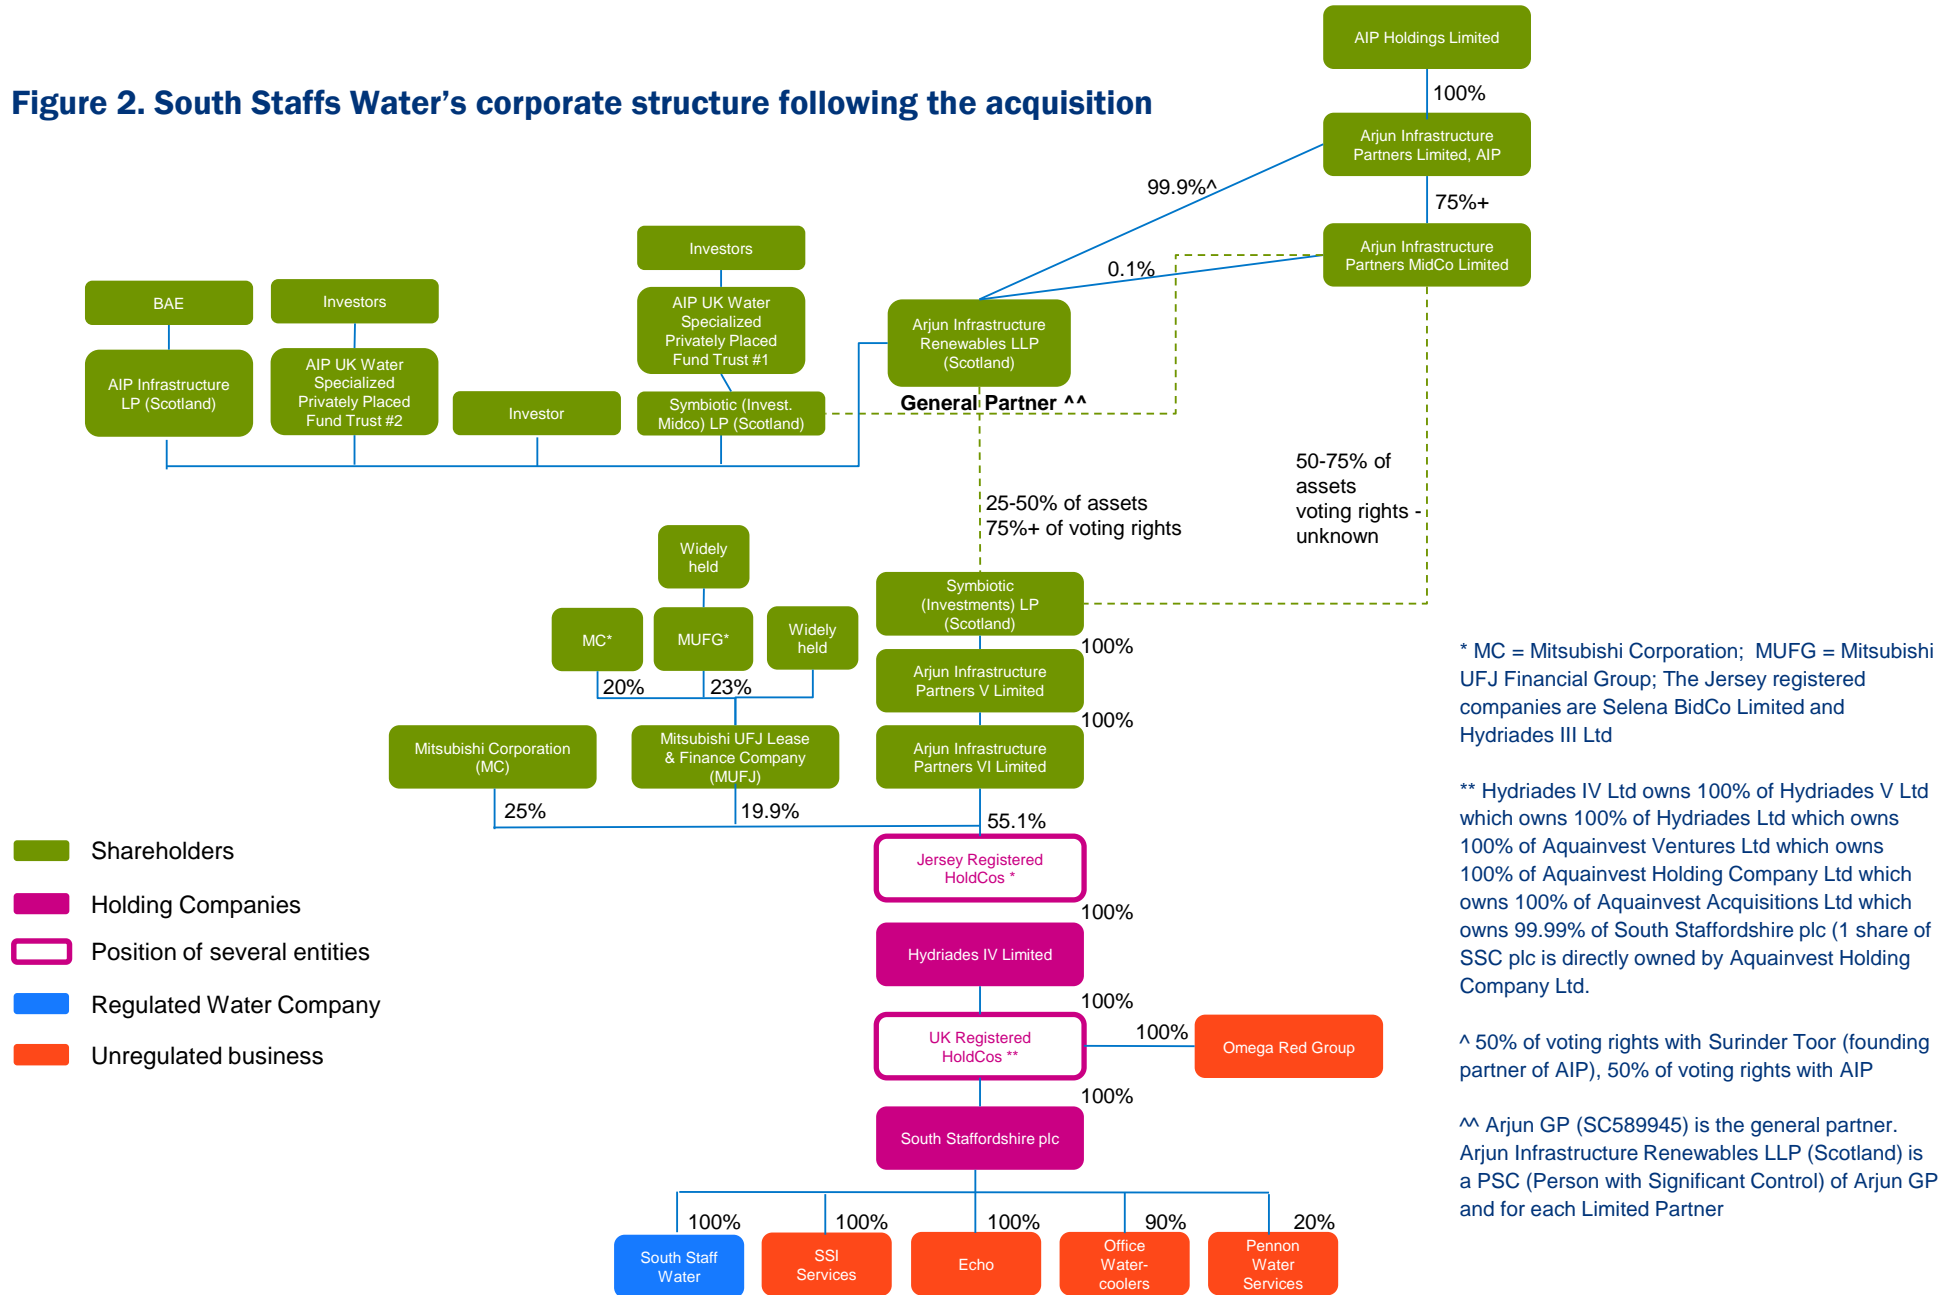 AIP Holdings Limited
Figure 2. South Staffs Water's corporate structure following the acquisition
100%
Arjun Infrastructure
Partners Limited, AIP
99.9%^
75%+
Investors
Arjun Infrastructure
Partners MidCo Limited
0.1%
BAE
Investors
AIP UK Water
Specialized
Privately Placed
Fund Trust #1
Arjun Infrastructure
Renewables LLP
(Scotland)
AIP Infrastructure
LP (Scotland)
AIP UK Water
Specialized
Privately Placed
Fund Trust #2
Investor
Symbiotic (Invest.
Midco) LP (Scotland)
General Partner ^^
50-75% of
assets
voting rights -
unknown
25-50% of assets
75%+ of voting rights
Widely
held
Symbiotic
(Investments) LP
(Scotland)
MC*
MUFG*
Widely
held
100%
20%
23%
Arjun Infrastructure
Partners V Limited
100%
Mitsubishi Corporation
(MC)
Mitsubishi UFJ Lease
& Finance Company
(MUFJ)
Arjun Infrastructure
Partners VI Limited
25%
19.9%
55.1%
Jersey Registered
HoldCos *
100%
Hydriades IV Limited
100%
UK Registered
HoldCos **
100%
Omega Red Group
100%
South Staffordshire plc
100%
100%
100%
90%
20%
South Staff
Water
SSI
Services
Echo
Office
Water-
coolers
Pennon
Water
Services
Shareholders
Holding Companies
Position of several entities
Regulated Water Company
Unregulated business
* MC = Mitsubishi Corporation; MUFG = Mitsubishi
UFJ Financial Group; The Jersey registered
companies are Selena BidCo Limited and
Hydriades III Ltd
** Hydriades IV Ltd owns 100% of Hydriades V Ltd
which owns 100% of Hydriades Ltd which owns
100% of Aquainvest Ventures Ltd which owns
100% of Aquainvest Holding Company Ltd which
owns 100% of Aquainvest Acquisitions Ltd which
owns 99.99% of South Staffordshire plc (1 share of
SSC plc is directly owned by Aquainvest Holding
Company Ltd.
^ 50% of voting rights with Surinder Toor (founding
partner of AIP), 50% of voting rights with AIP
^^ Arjun GP (SC589945) is the general partner.
Arjun Infrastructure Renewables LLP (Scotland) is
a PSC (Person with Significant Control) of Arjun GP
and for each Limited Partner